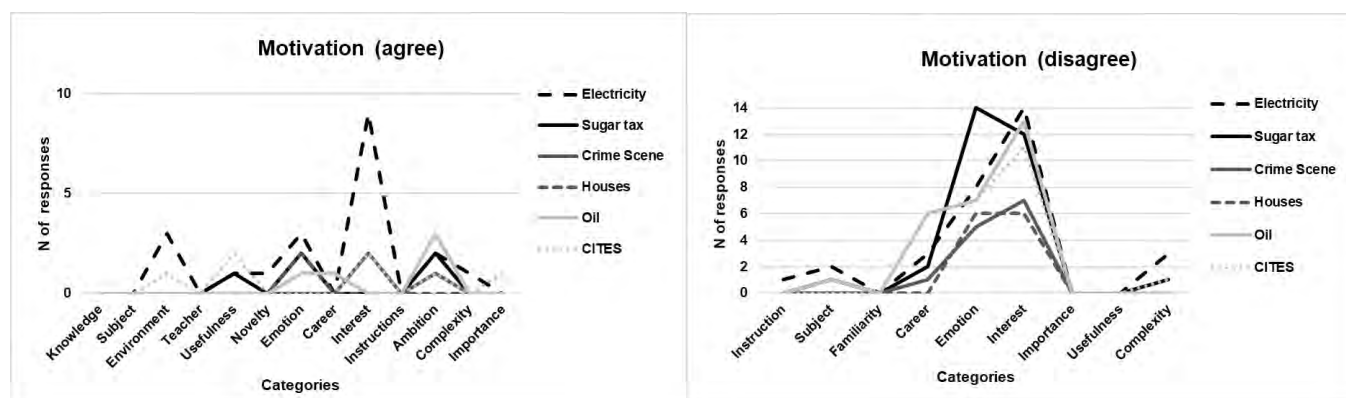 Motivation (agree)
10
5
0
N of responses
Knowledge
Subject
Environment
Teacher
Usefulness
Novelty
Emotion
Career
Interest
Instructions
Ambition
Complexity
Importance
Categories
Electricity
Sugar tax
Crime Scene
Houses
Oil
CITES
Motivation (disagree)
14
12
10
8
6
4
2
0
N of responses
Instruction
Subject
Familiarity
Career
Emotion
Interest
Importance
Usefulness
Complexity
Categories
Electricity
Sugar tax
Crime Scene
Houses
Oil
CITES